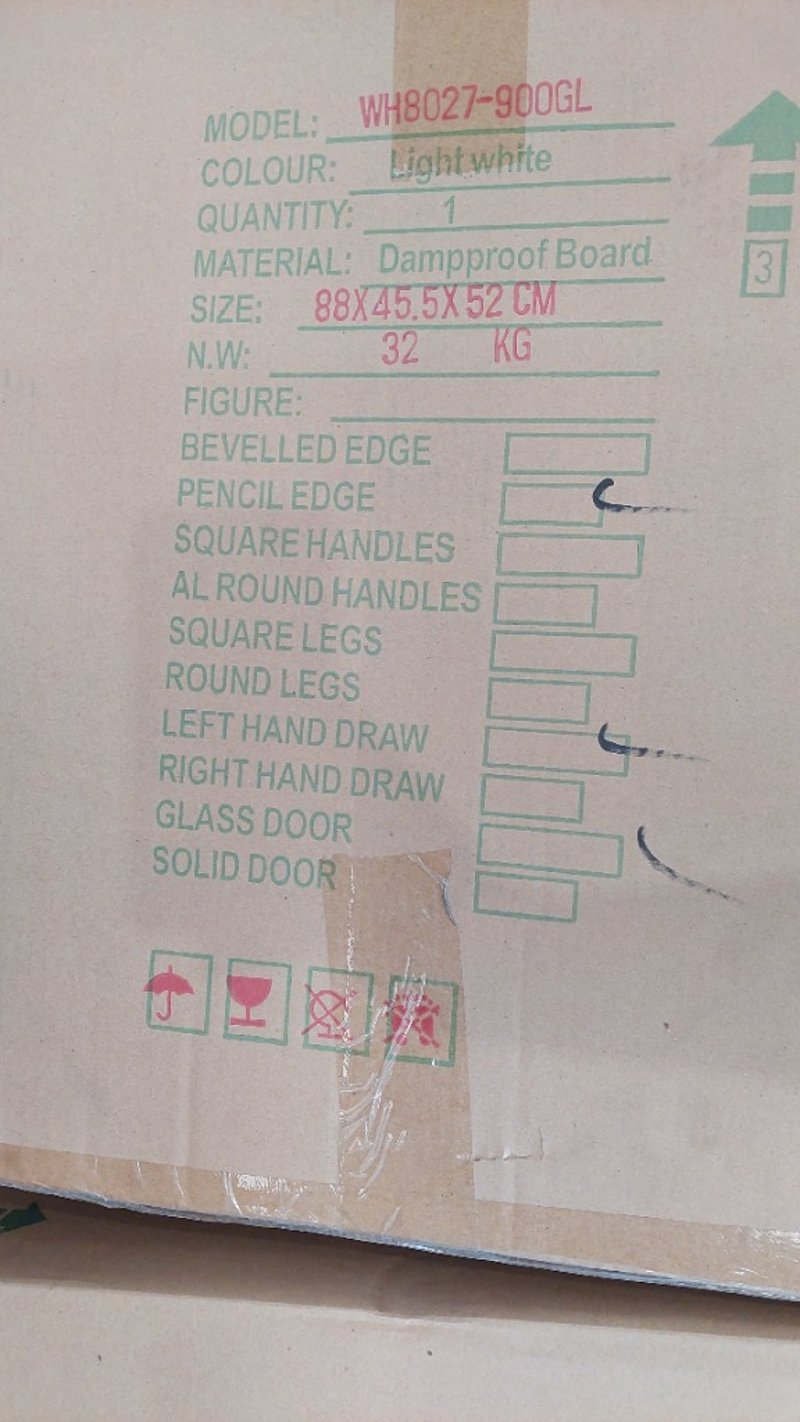 MODEL: WH8027-900GL
COLOUR: Light white
QUANTITY: 1
MATERIAL: Dampproof Board
SIZE: 88X45.5X52 CM
N.W: 32 KG
FIGURE:
BEVELLED EDGE
PENCIL EDGE
SQUARE HANDLES
AL ROUND HANDLES
SQUARE LEGS
ROUND LEGS
LEFT HAND DRAW
RIGHT HAND DRAW
GLASS DOOR
SOLID DOOR
3